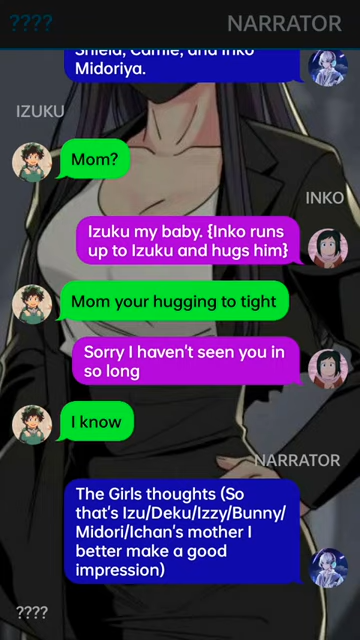 ????
NARRATOR
Shield, Camie, and Inko
Midoriya.
IZUKU
Mom?
INKO
Izuku my baby. {Inko runs
up to Izuku and hugs him}
Mom your hugging to tight
Sorry I haven't seen you in
so long
I know
NARRATOR
The Girls thoughts (So
that's Izu/Deku/Izzy/Bunny/
Midori/Ichan's mother I
better make a good
impression)
????